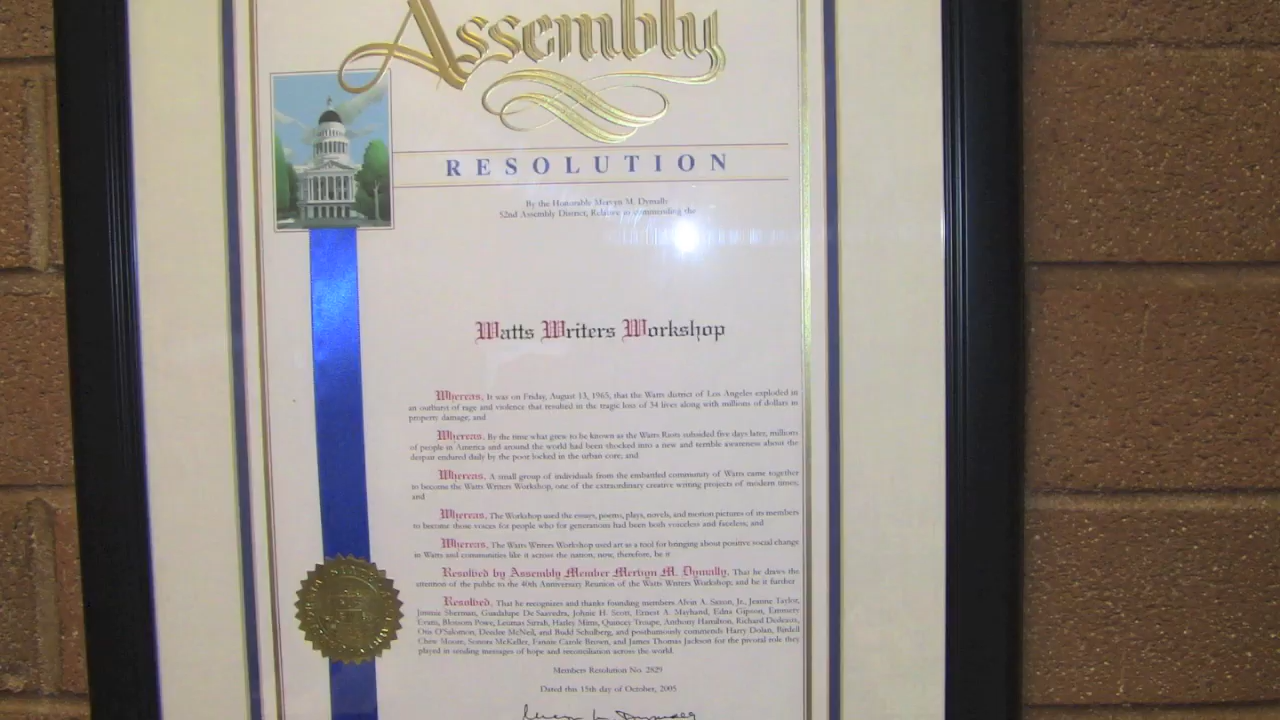 Assembly
RESOLUTION
By the Honorable Mervyn M. Dymally
52nd Assembly District, Relative to commending the
Watts Writers Workshop
Whereas, It was on Friday, August 13, 1965, that the Watts district of Los Angeles exploded in
an outburst of rage and violence that resulted in the tragic loss of 34 lives along with millions of dollars in
property damage; and
Whereas, By the time what grew to be known as the Watts Riots subsided five days later, millions
of people in America and around the world had been shocked into a new and terrible awareness about the
despair endured daily by the poor locked in the urban core; and
Whereas, A small group of individuals from the embattled community of Watts came together
to become the Watts Writers Workshop, one of the extraordinary creative writing projects of modern times;
and
Whereas, The Workshop used the essays, poems, plays, novels, and motion pictures of its members
to become those voices for people who for generations had been both voiceless and faceless; and
Whereas, The Watts Writers Workshop used art as a tool for bringing about positive social change
in Watts and communities like it across the nation; now, therefore, be it
Resolved by Assembly Member Mervyn M. Dymally, That he draws the
attention of the public to the 40th Anniversary Reunion of the Watts Writers Workshop; and be it further
Resolved, That he recognizes and thanks founding members Alvin A. Saxon, Jr., Jeanne Taylor,
Jimmie Sherman, Guadalupe De Saavedra, Johnie H. Scott, Ernest A. Mayhand, Edna Gipson, Emmery
Evans, Blossom Powe, Leumas Sirrah, Harley Mims, Quincey Troupe, Anthony Hamilton, Richard
Otis O'Solomon, Deedee McNeil, and Budd Schulberg, and posthumously commends Harry Dolan, Birdell
Chew Moore, Sonora McKeller, Fannie Carole Brown, and James Thomas Jackson for the pivotal role they
played in sending messages of hope and reconciliation across the world.
Members Resolution No. 2829
Dated this 15th day of October, 2005